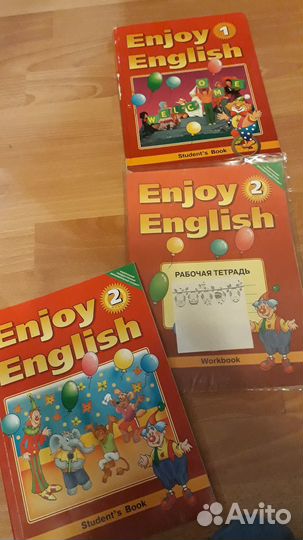 Enjoy 1
English
WELCOME
Student's Book
Enjoy 2
English
РАБОЧАЯ ТЕТРАДЬ
Workbook
Enjoy 2
English
Student's Book
Avito